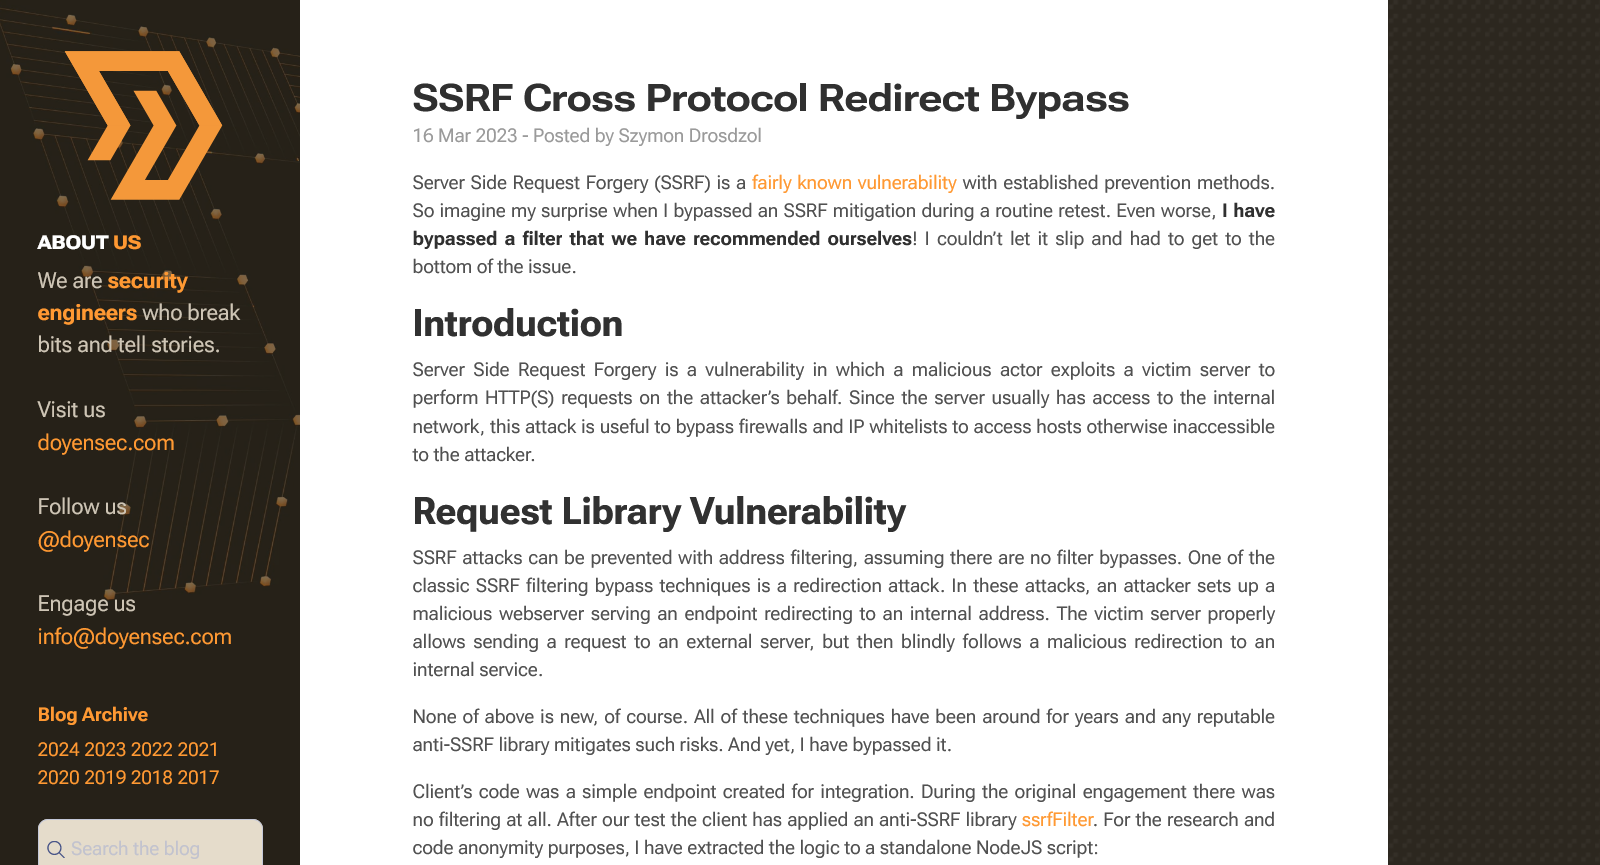 ABOUT US
We are security
engineers who break
bits and tell stories.
Visit us
doyensec.com
Follow us
@doyensec
Engage us
info@doyensec.com
Blog Archive
2024 2023 2022 2021
2020 2019 2018 2017
Search the blog
SSRF Cross Protocol Redirect Bypass
16 Mar 2023 - Posted by Szymon Drosdzol
Server Side Request Forgery (SSRF) is a fairly known vulnerability with established prevention methods.
So imagine my surprise when I bypassed an SSRF mitigation during a routine retest. Even worse, I have
bypassed a filter that we have recommended ourselves! I couldn’t let it slip and had to get to the
bottom of the issue.
Introduction
Server Side Request Forgery is a vulnerability in which a malicious actor exploits a victim server to
perform HTTP(S) requests on the attacker’s behalf. Since the server usually has access to the internal
network, this attack is useful to bypass firewalls and IP whitelists to access hosts otherwise inaccessible
to the attacker.
Request Library Vulnerability
SSRF attacks can be prevented with address filtering, assuming there are no filter bypasses. One of the
classic SSRF filtering bypass techniques is a redirection attack. In these attacks, an attacker sets up a
malicious webserver serving an endpoint redirecting to an internal address. The victim server properly
allows sending a request to an external server, but then blindly follows a malicious redirection to an
internal service.
None of above is new, of course. All of these techniques have been around for years and any reputable
anti-SSRF library mitigates such risks. And yet, I have bypassed it.
Client’s code was a simple endpoint created for integration. During the original engagement there was
no filtering at all. After our test the client has applied an anti-SSRF library ssrfFilter. For the research and
code anonymity purposes, I have extracted the logic to a standalone NodeJS script: